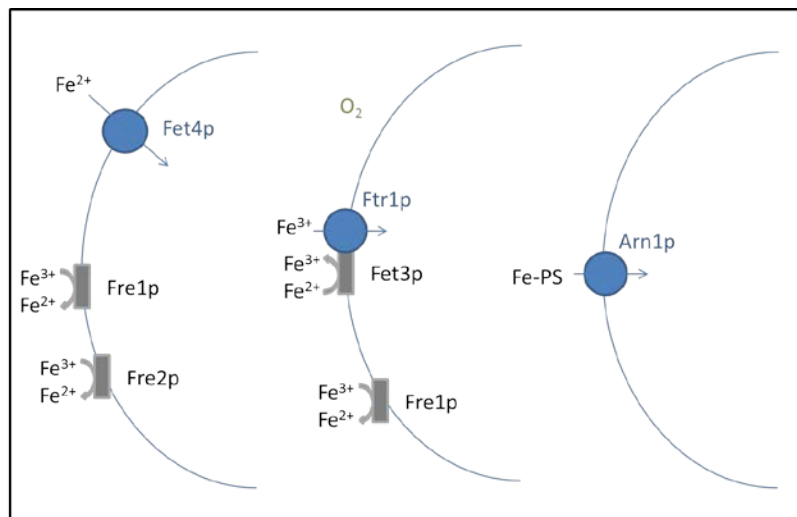 Fe²⁺
Fet4p
Fe³⁺
Fe²⁺
Fre1p
Fe³⁺
Fe²⁺
Fre2p
O₂
Ftr1p
Fe³⁺
Fe³⁺
Fe²⁺
Fet3p
Fe³⁺
Fe²⁺
Fre1p
Arn1p
Fe-PS